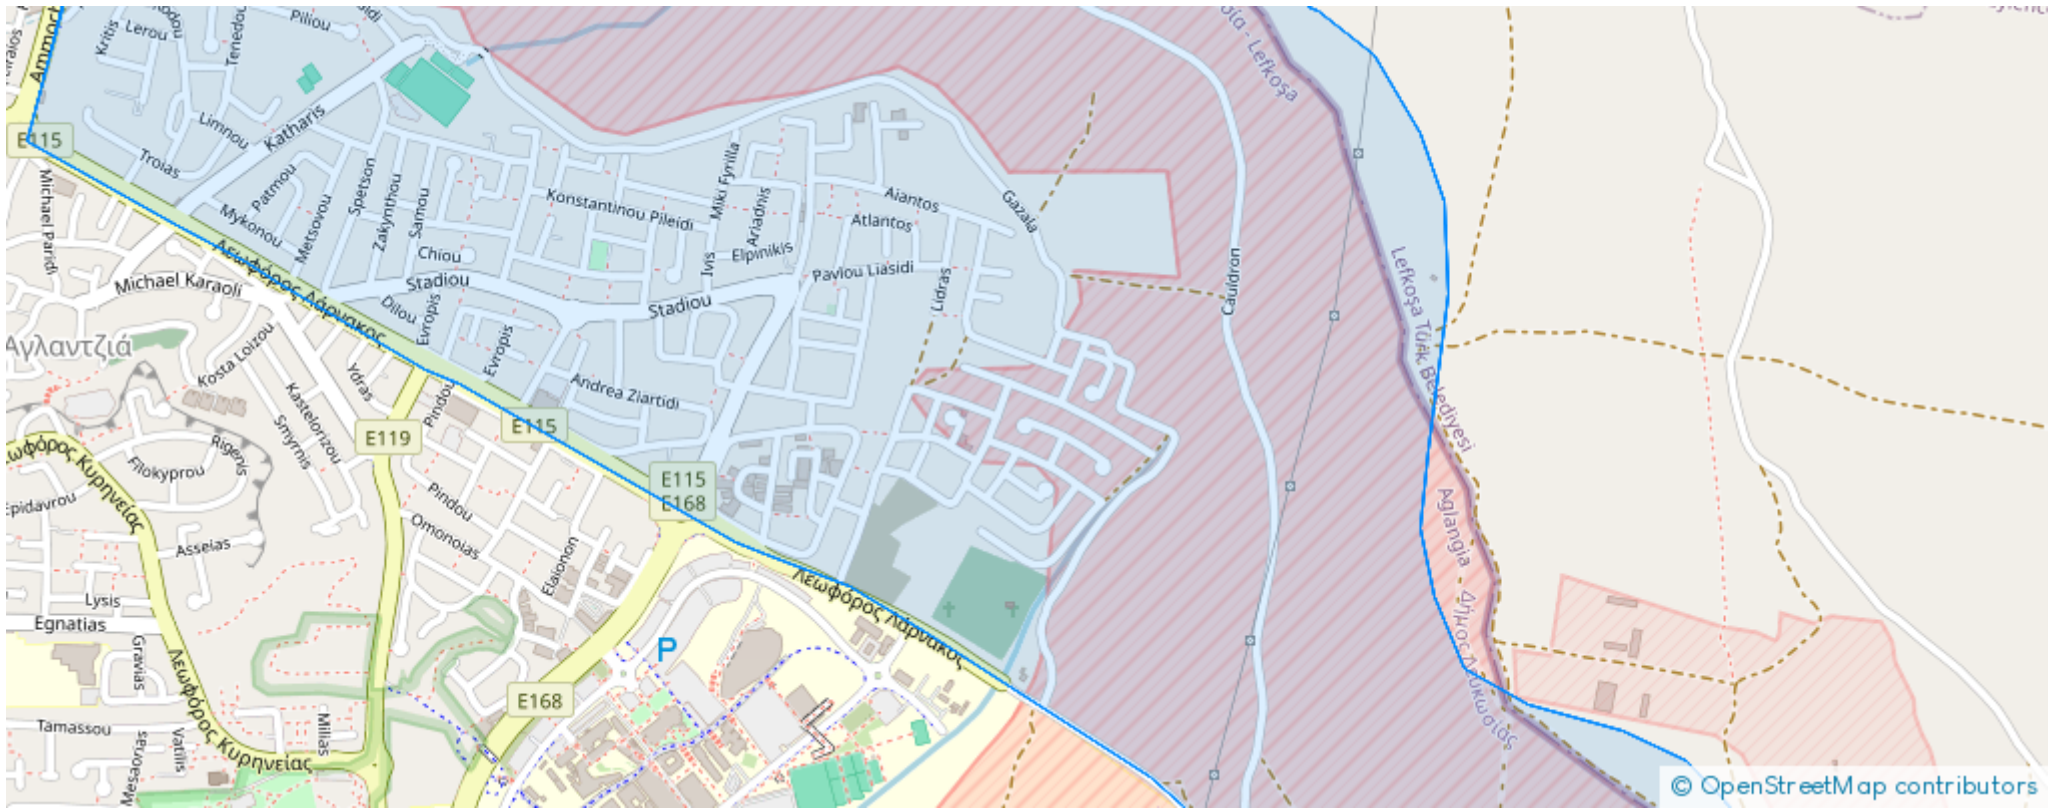 Piliou
Lerou
Kritis
Tenedou
Ammoch
Limnou
Katharis
E115
Troias
Patmou
Mykonou
Metsovou
Spetson
Zakynthou
Samou
Chiou
Michael Paridi
Michael Karaoli
Λεωφόρος Λάρνακος
Stadiou
Dilou
Evropis
Evropis
Konstantinou Pileidi
Miki Fyrilla
Ariadnis
Ivis
Elpinikis
Aiantos
Atlantos
Pavlou Liasidi
Lidras
Gazala
Stadiou
Cauldron
οία - Lefkoşa
Lefkoşa Türk Belediyesi
Aglangia
Δήμος Λευκωσίας
Αγλαντζιά
Kosta Loizou
Ydras
Kastelorizou
Smyrnis
Pindou
Andrea Ziartidi
E119
E115
E115
E168
Rigenis
Filokyprou
Epidavrou
ωφόρος Κυρηνείας
Asseias
Pindou
Omonoias
Elaionon
Λεωφόρος Λάρνακος
Lysis
Egnatias
Gravias
Λεωφόρος Κυρηνείας
P
E168
Tamassou
Vatilis
Milias
© OpenStreetMap contributors